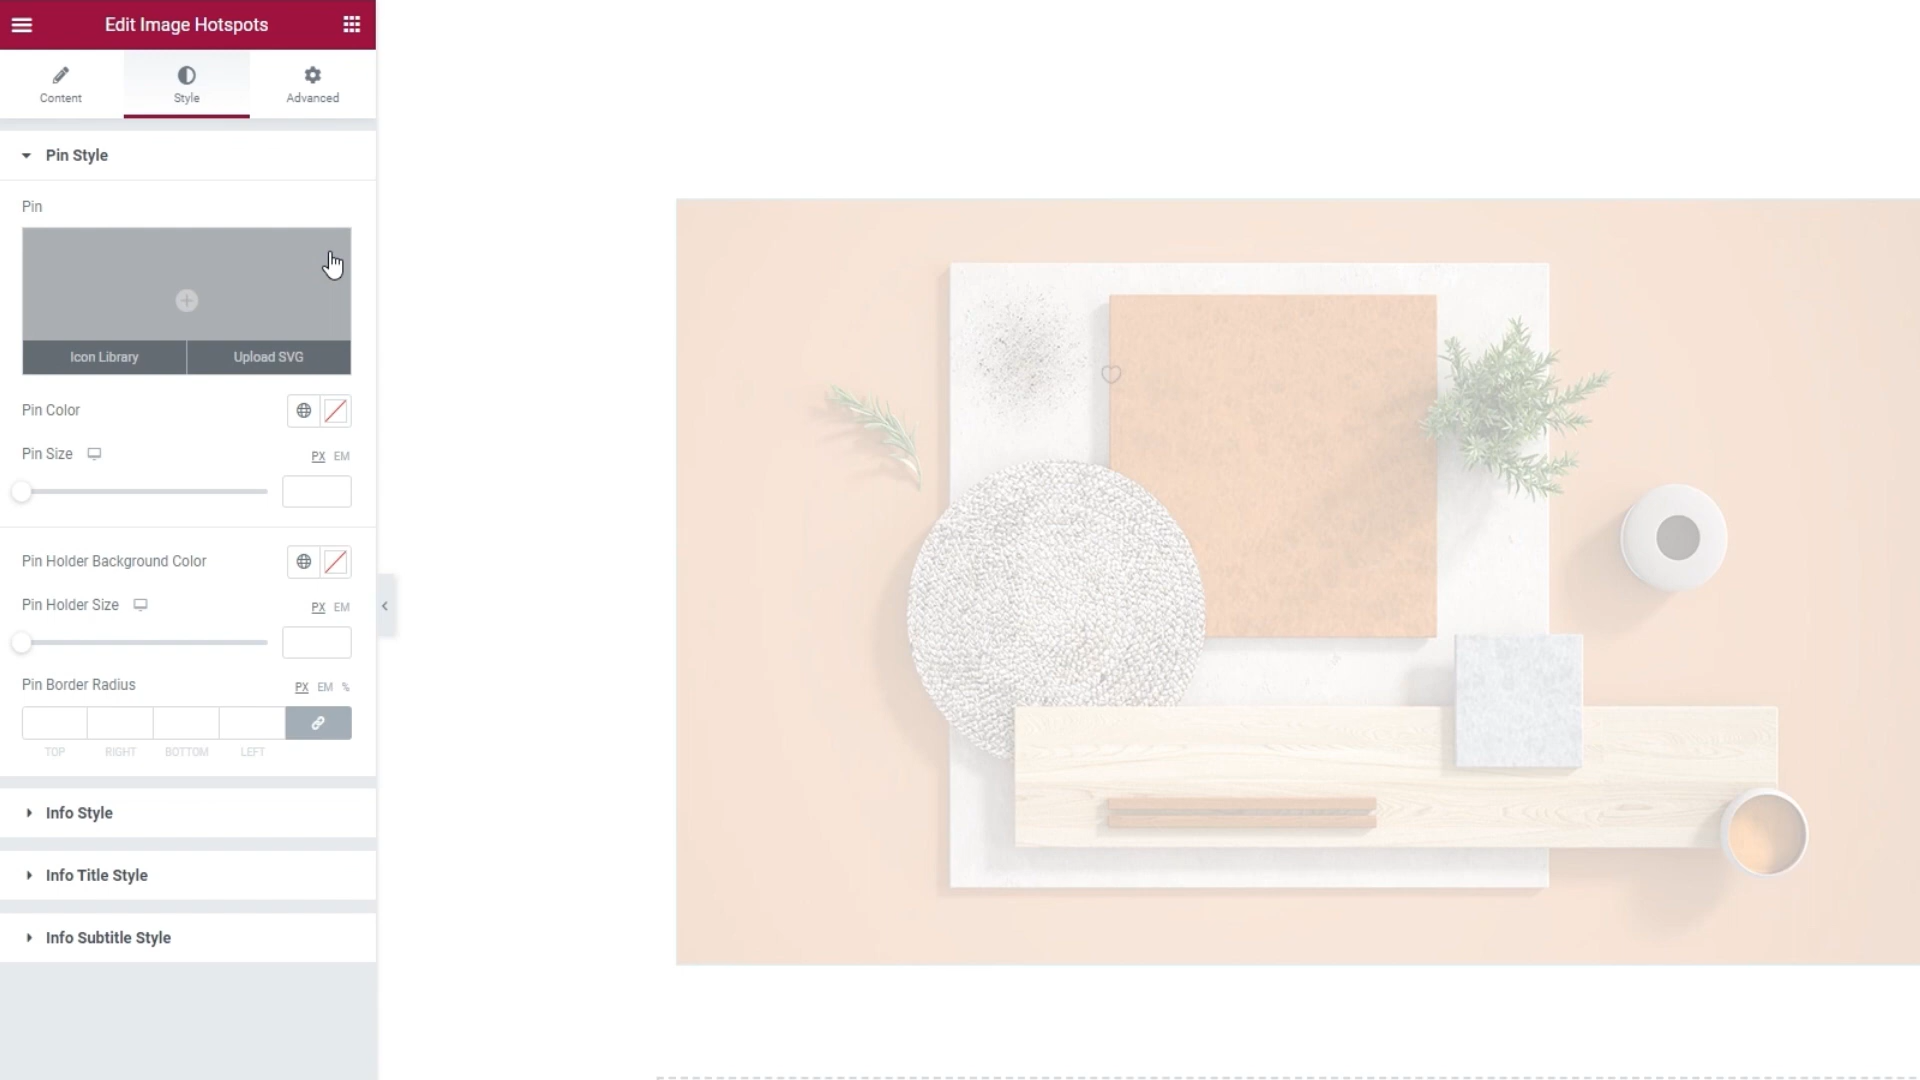 Edit Image Hotspots
Content
Style
Advanced
Pin Style
Pin
Icon Library
Upload SVG
Pin Color
Pin Size
PX EM
Pin Holder Background Color
Pin Holder Size
PX EM
Pin Border Radius
PX EM %
TOP RIGHT BOTTOM LEFT
Info Style
Info Title Style
Info Subtitle Style